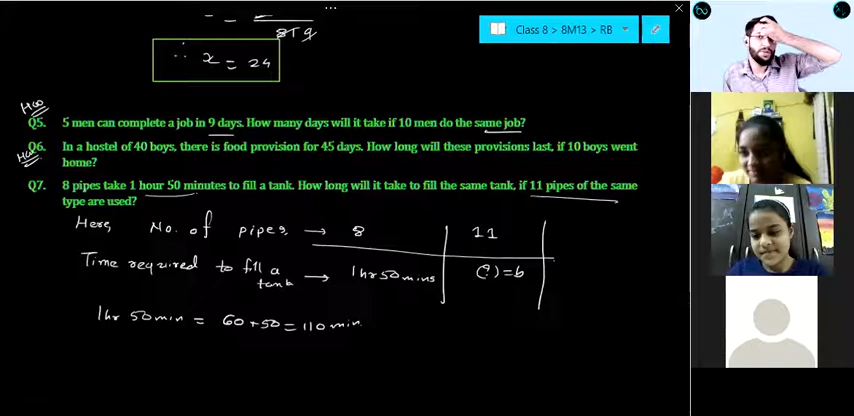 8 T 9
∴ x = 24
Class 8 > 8M13 > RB
H.w
Q5. 5 men can complete a job in 9 days. How many days will it take if 10 men do the same job?
H.w
Q6. In a hostel of 40 boys, there is food provision for 45 days. How long will these provisions last, if 10 boys went
home?
Q7. 8 pipes take 1 hour 50 minutes to fill a tank. How long will it take to fill the same tank, if 11 pipes of the same
type are used?
Here, No. of pipes → 8 11
Time required to fill a tank → 1hr 50 mins (?) = b
1hr 50 min = 60 + 50 = 110 min.